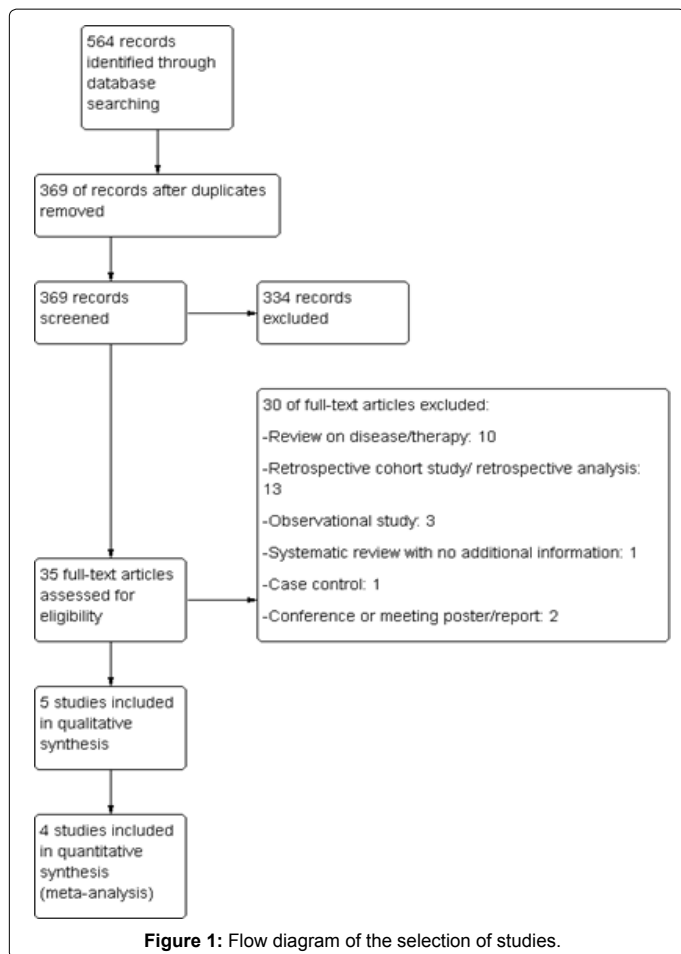 564 records
identified through
database
searching
369 of records after duplicates
removed
369 records
screened
334 records
excluded
30 of full-text articles excluded:
-Review on disease/therapy: 10
-Retrospective cohort study/ retrospective analysis:
13
-Observational study: 3
-Systematic review with no additional information: 1
-Case control: 1
-Conference or meeting poster/report: 2
35 full-text articles
assessed for
eligibility
5 studies included
in qualitative
synthesis
4 studies included
in quantitative
synthesis
(meta-analysis)
Figure 1: Flow diagram of the selection of studies.